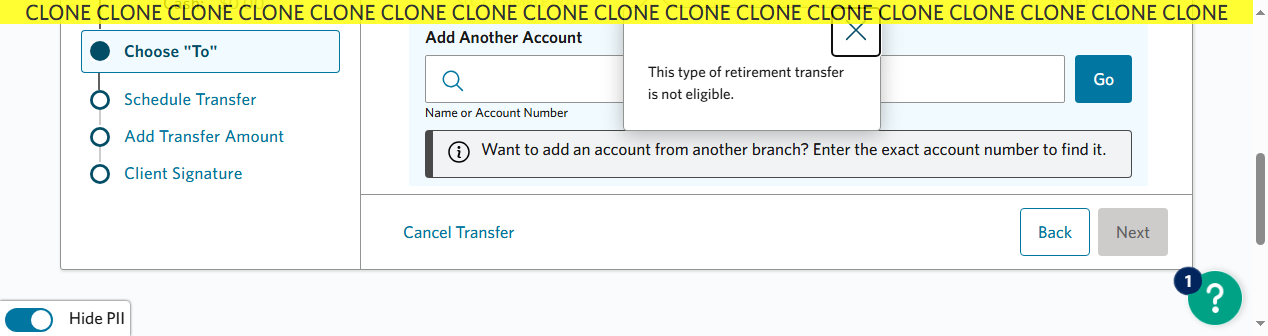 CLONE CLONE CLONE CLONE CLONE CLONE CLONE CLONE CLONE CLONE CLONE CLONE CLONE CLONE CLONE CLONE CLONE
Choose "To"
Schedule Transfer
Add Transfer Amount
Client Signature
Add Another Account
Go
Name or Account Number
This type of retirement transfer
is not eligible.
Want to add an account from another branch? Enter the exact account number to find it.
Cancel Transfer
Back
Next
1
?
Hide PII